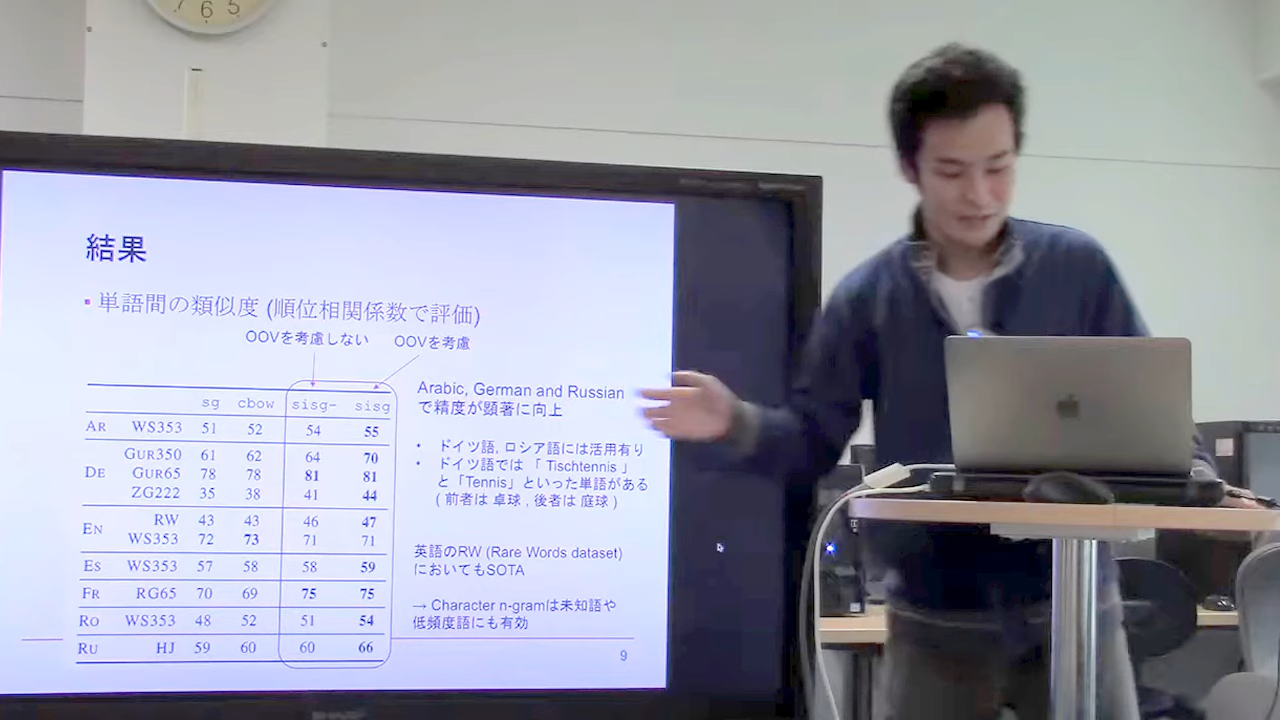 7 6 5
結果
単語間の類似度 (順位相関係数で評価)
OOVを考慮しない OOVを考慮
sg cbow sisg- sisg
AR WS353 51 52 54 55
GUR350 61 62 64 70
DE GUR65 78 78 81 81
ZG222 35 38 41 44
EN RW 43 43 46 47
WS353 72 73 71 71
ES WS353 57 58 58 59
FR RG65 70 69 75 75
RO WS353 48 52 51 54
RU HJ 59 60 60 66
Arabic, German and Russian
で精度が顕著に向上
• ドイツ語, ロシア語には活用有り
• ドイツ語では 「 Tischtennis 」
と「Tennis」といった単語がある
( 前者は 卓球 , 後者は 庭球 )
英語のRW (Rare Words dataset)
においてもSOTA
→ Character n-gramは未知語や
低頻度語にも有効
9